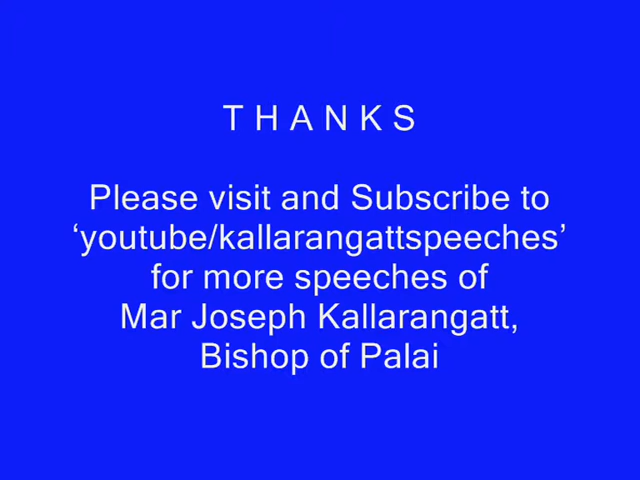 T H A N K S
Please visit and Subscribe to
‘youtube/kallarangattspeeches’
for more speeches of
Mar Joseph Kallarangatt,
Bishop of Palai